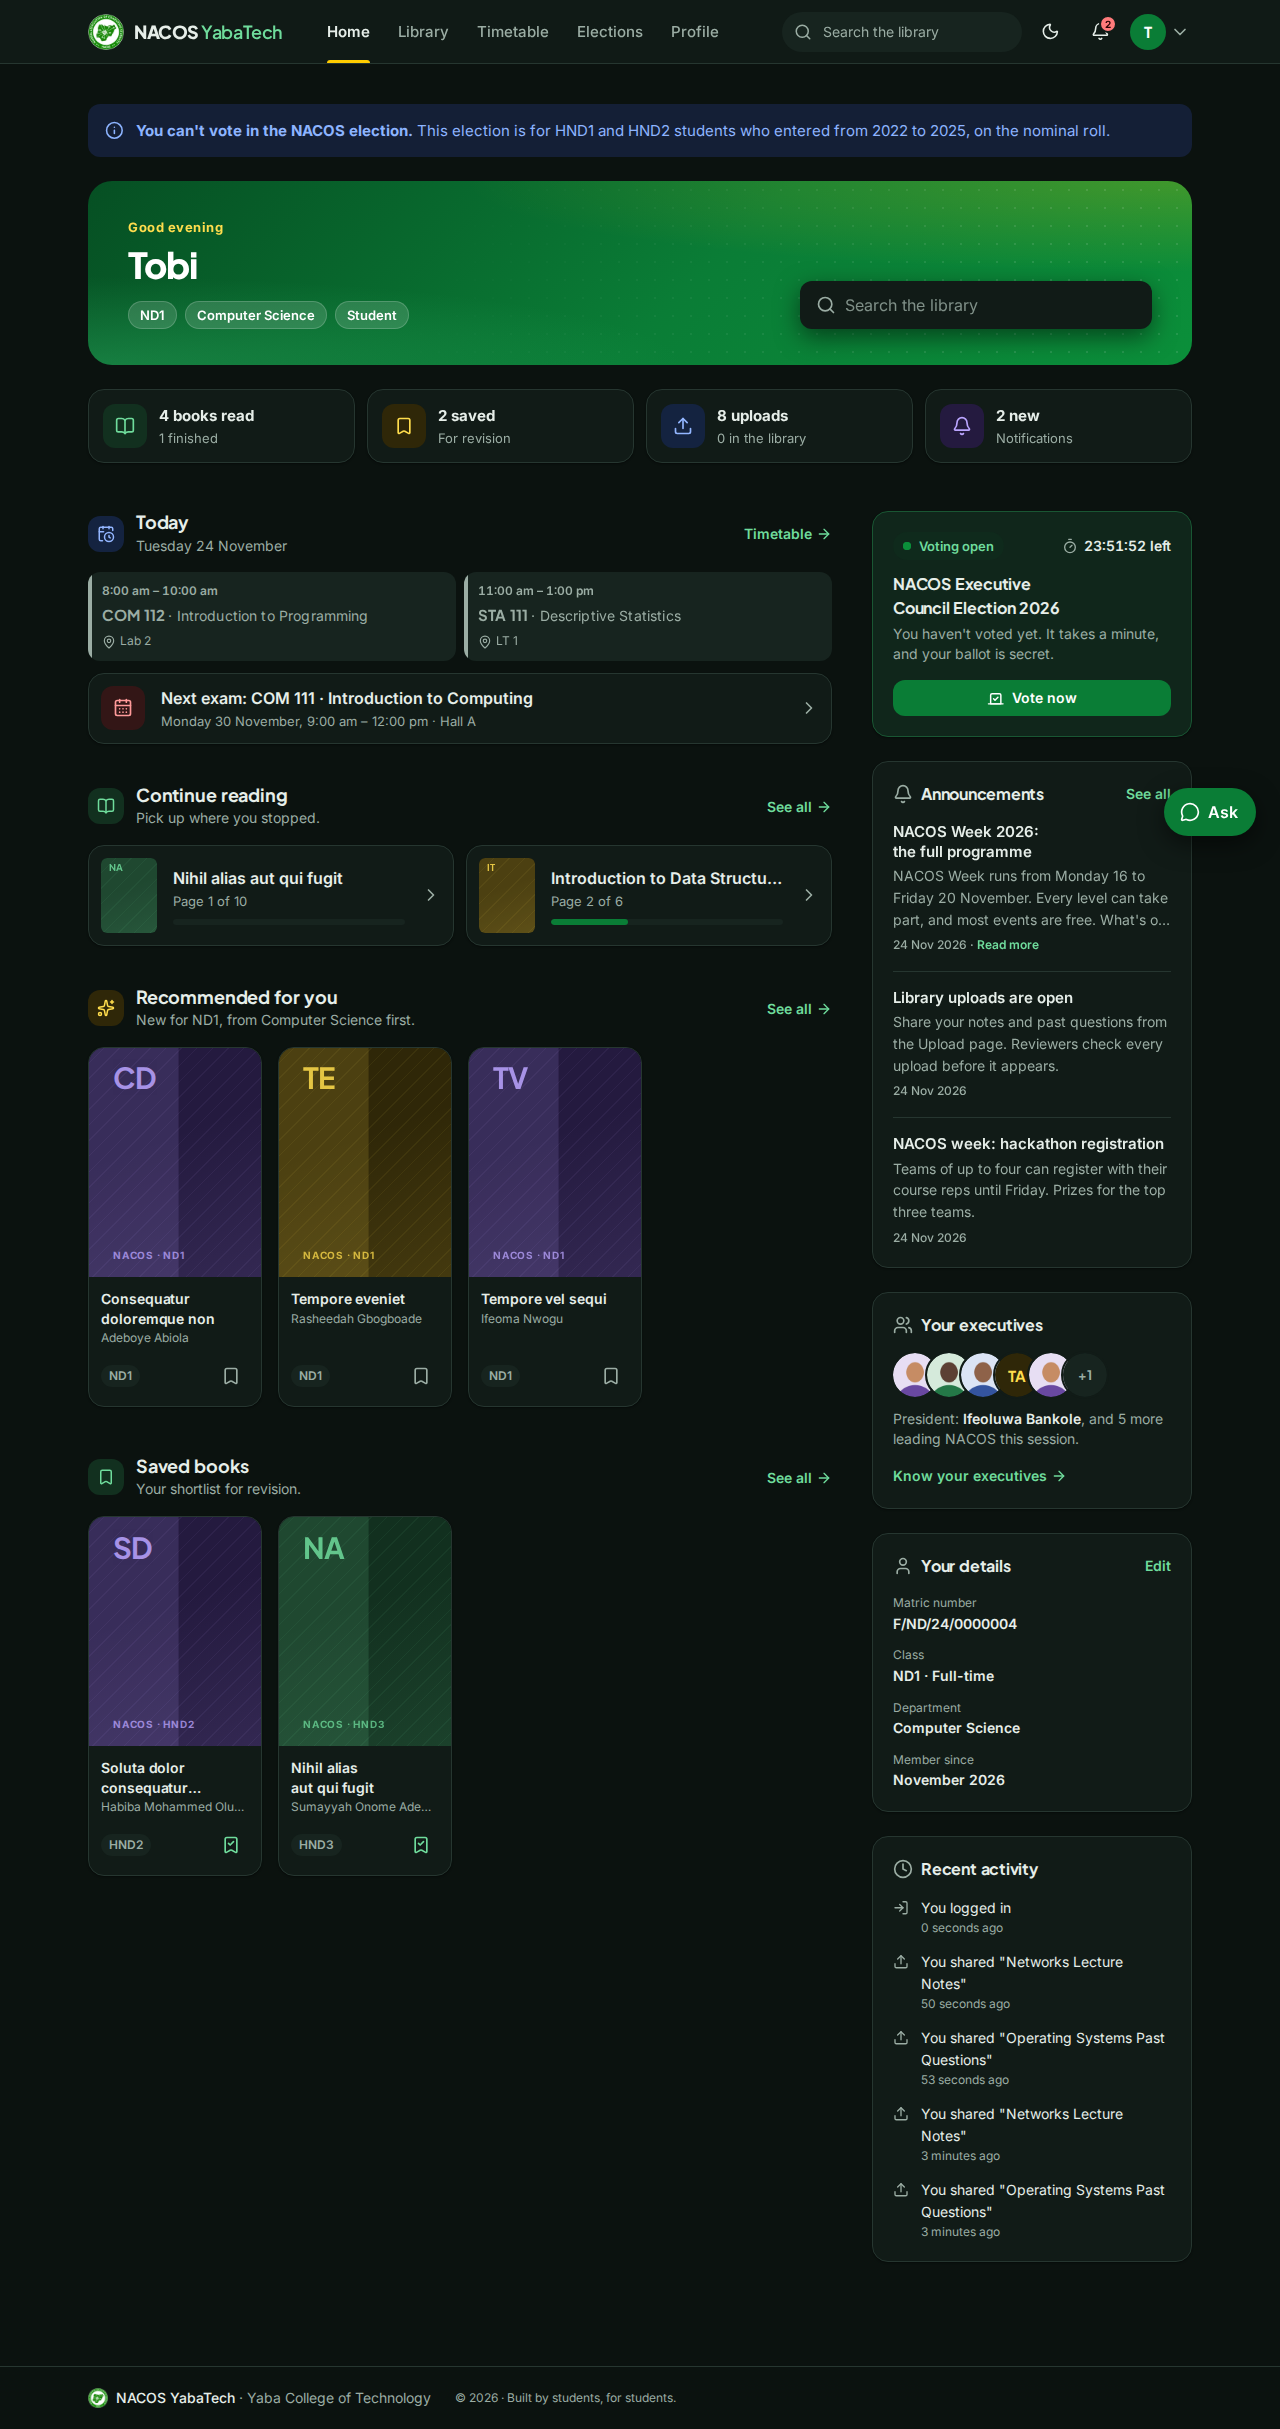 NACOS YabaTech
Home
Library
Timetable
Elections
Profile
Search the library
2
T
You can't vote in the NACOS election. This election is for HND1 and HND2 students who entered from 2022 to 2025, on the nominal roll.
Good evening
Tobi
ND1
Computer Science
Student
Search the library
4 books read
1 finished
2 saved
For revision
8 uploads
0 in the library
2 new
Notifications
Today
Tuesday 24 November
Timetable →
8:00 am – 10:00 am
COM 112 · Introduction to Programming
Lab 2
11:00 am – 1:00 pm
STA 111 · Descriptive Statistics
LT 1
Next exam: COM 111 · Introduction to Computing
Monday 30 November, 9:00 am – 12:00 pm · Hall A
Continue reading
Pick up where you stopped.
See all →
NA
Nihil alias aut qui fugit
Page 1 of 10
IT
Introduction to Data Structu...
Page 2 of 6
Recommended for you
New for ND1, from Computer Science first.
See all →
CD
NACOS · ND1
Consequatur
doloremque non
Adeboye Abiola
ND1
TE
NACOS · ND1
Tempore eveniet
Rasheedah Gbogboade
ND1
TV
NACOS · ND1
Tempore vel sequi
Ifeoma Nwogu
ND1
Saved books
Your shortlist for revision.
See all →
SD
NACOS · HND2
Soluta dolor
consequatur...
Habiba Mohammed Olu...
HND2
NA
NACOS · HND3
Nihil alias
aut qui fugit
Sumayyah Onome Ade...
HND3
Voting open
23:51:52 left
NACOS Executive
Council Election 2026
You haven't voted yet. It takes a minute,
and your ballot is secret.
Vote now
Announcements
See all
Ask
NACOS Week 2026:
the full programme
NACOS Week runs from Monday 16 to
Friday 20 November. Every level can take
part, and most events are free. What's o...
24 Nov 2026 · Read more
Library uploads are open
Share your notes and past questions from
the Upload page. Reviewers check every
upload before it appears.
24 Nov 2026
NACOS week: hackathon registration
Teams of up to four can register with their
course reps until Friday. Prizes for the top
three teams.
24 Nov 2026
Your executives
TA
+1
President: Ifeoluwa Bankole, and 5 more
leading NACOS this session.
Know your executives →
Your details
Edit
Matric number
F/ND/24/0000004
Class
ND1 · Full-time
Department
Computer Science
Member since
November 2026
Recent activity
You logged in
0 seconds ago
You shared "Networks Lecture
Notes"
50 seconds ago
You shared "Operating Systems Past
Questions"
53 seconds ago
You shared "Networks Lecture
Notes"
3 minutes ago
You shared "Operating Systems Past
Questions"
3 minutes ago
NACOS YabaTech · Yaba College of Technology
© 2026 · Built by students, for students.